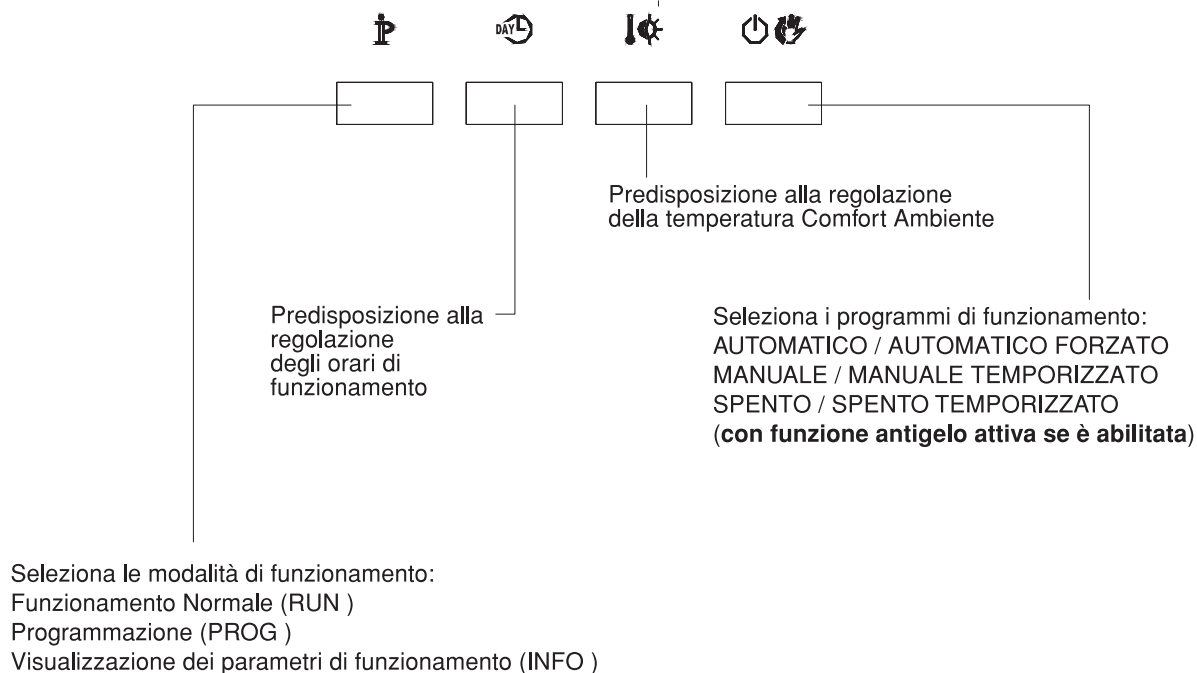 DAY
Predisposizione alla regolazione
della temperatura Comfort Ambiente
Predisposizione alla
regolazione
degli orari di
funzionamento
Seleziona i programmi di funzionamento:
AUTOMATICO / AUTOMATICO FORZATO
MANUALE / MANUALE TEMPORIZZATO
SPENTO / SPENTO TEMPORIZZATO
(con funzione antigelo attiva se è abilitata)
Seleziona le modalità di funzionamento:
Funzionamento Normale (RUN )
Programmazione (PROG )
Visualizzazione dei parametri di funzionamento (INFO )